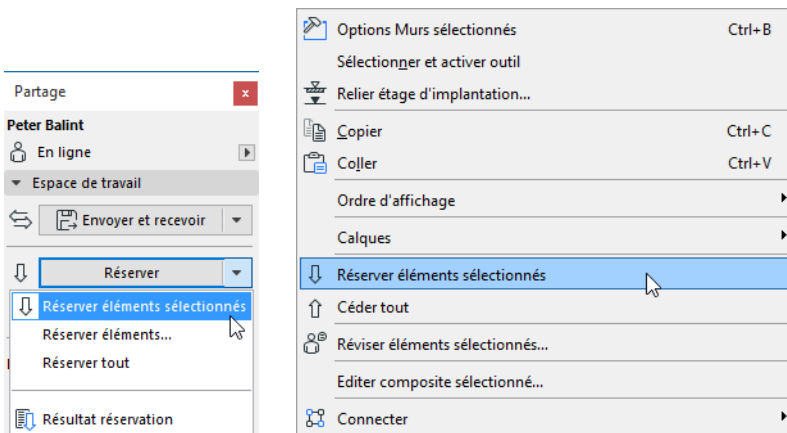 Partage
x
Peter Balint
En ligne
Espace de travail
Envoyer et recevoir
Réserver
Réserver éléments sélectionnés
Réserver éléments...
Réserver tout
Résultat réservation
Options Murs sélectionnés Ctrl+B
Sélectionner et activer outil
Relier étage d'implantation...
Copier Ctrl+C
Coller Ctrl+V
Ordre d'affichage
Calques
Réserver éléments sélectionnés
Céder tout
Réviser éléments sélectionnés...
Editer composite sélectionné...
Connecter